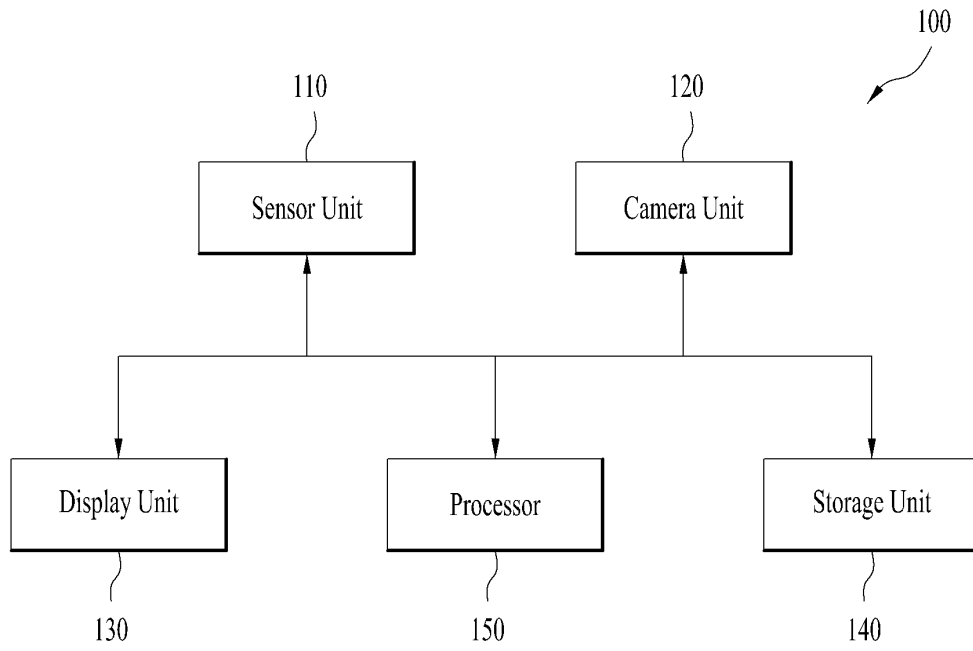 100
110
120
Sensor Unit
Camera Unit
Display Unit
Processor
Storage Unit
130
150
140